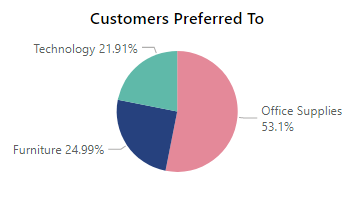 Customers Preferred To
Technology 21.91%
Office Supplies
53.1%
Furniture 24.99%